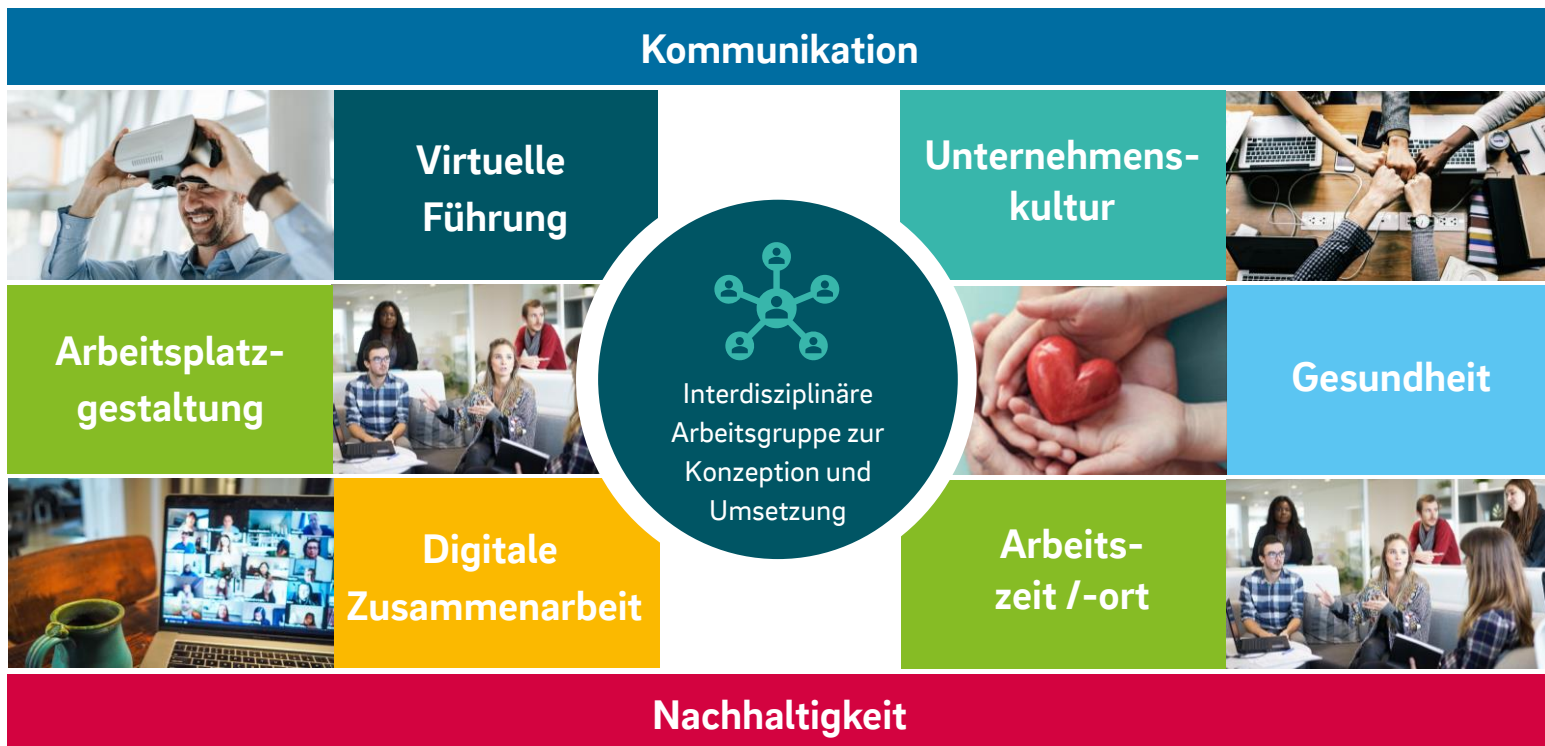 Kommunikation
Virtuelle
Führung
Unternehmens-
kultur
Arbeitsplatz-
gestaltung
Interdisziplinäre
Arbeitsgruppe zur
Konzeption und
Umsetzung
Gesundheit
Digitale
Zusammenarbeit
Arbeits-
zeit /-ort
Nachhaltigkeit